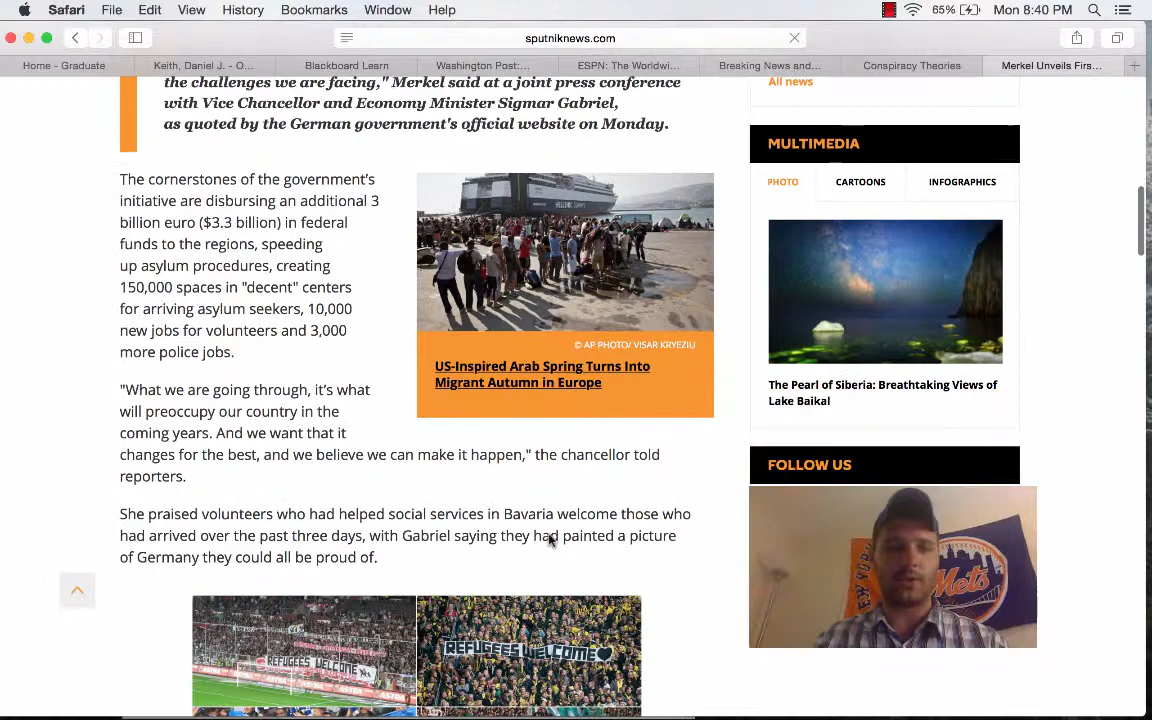 Safari File Edit View History Bookmarks Window Help
65% Mon 8:40 PM
sputniknews.com
Home - Graduate
Keith, Daniel J. - O...
Blackboard Learn
Washington Post:...
ESPN: The Worldwi...
Breaking News and...
Conspiracy Theories
Merkel Unveils Firs...
the challenges we are facing," Merkel said at a joint press conference
with Vice Chancellor and Economy Minister Sigmar Gabriel,
as quoted by the German government's official website on Monday.
The cornerstones of the government's
initiative are disbursing an additional 3
billion euro ($3.3 billion) in federal
funds to the regions, speeding
up asylum procedures, creating
150,000 spaces in "decent" centers
for arriving asylum seekers, 10,000
new jobs for volunteers and 3,000
more police jobs.
HELLENIC SEAWAYS
© AP PHOTO/ VISAR KRYEZIU
US-Inspired Arab Spring Turns Into
Migrant Autumn in Europe
"What we are going through, it's what
will preoccupy our country in the
coming years. And we want that it
changes for the best, and we believe we can make it happen," the chancellor told
reporters.
She praised volunteers who had helped social services in Bavaria welcome those who
had arrived over the past three days, with Gabriel saying they had painted a picture
of Germany they could all be proud of.
REFUGEES WELCOME
ASTRA
REFUGEES WELCOME
All news
MULTIMEDIA
PHOTO
CARTOONS
INFOGRAPHICS
The Pearl of Siberia: Breathtaking Views of
Lake Baikal
FOLLOW US
NEW YORK
Mets